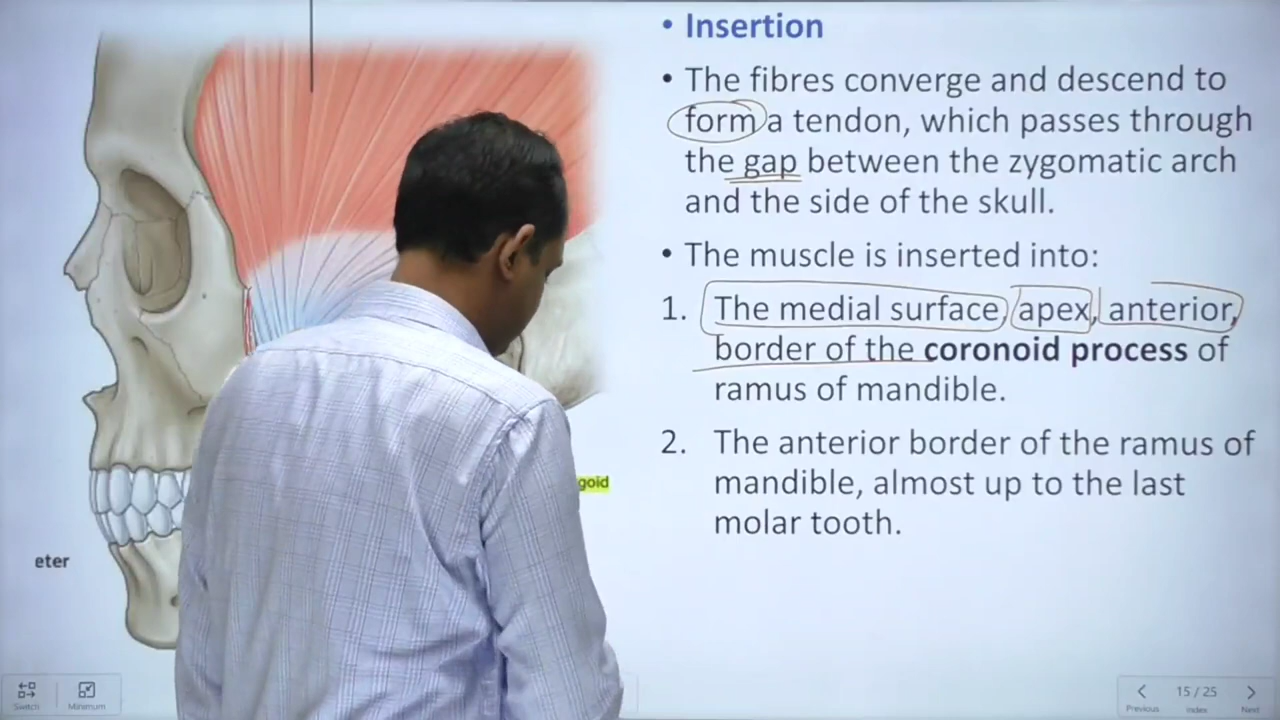 • Insertion
• The fibres converge and descend to
form a tendon, which passes through
the gap between the zygomatic arch
and the side of the skull.
• The muscle is inserted into:
1. The medial surface, apex, anterior,
border of the coronoid process of
ramus of mandible.
2. The anterior border of the ramus of
mandible, almost up to the last
molar tooth.
goid
eter
Switch
Minimum
15 / 25
Previous
Index
Next